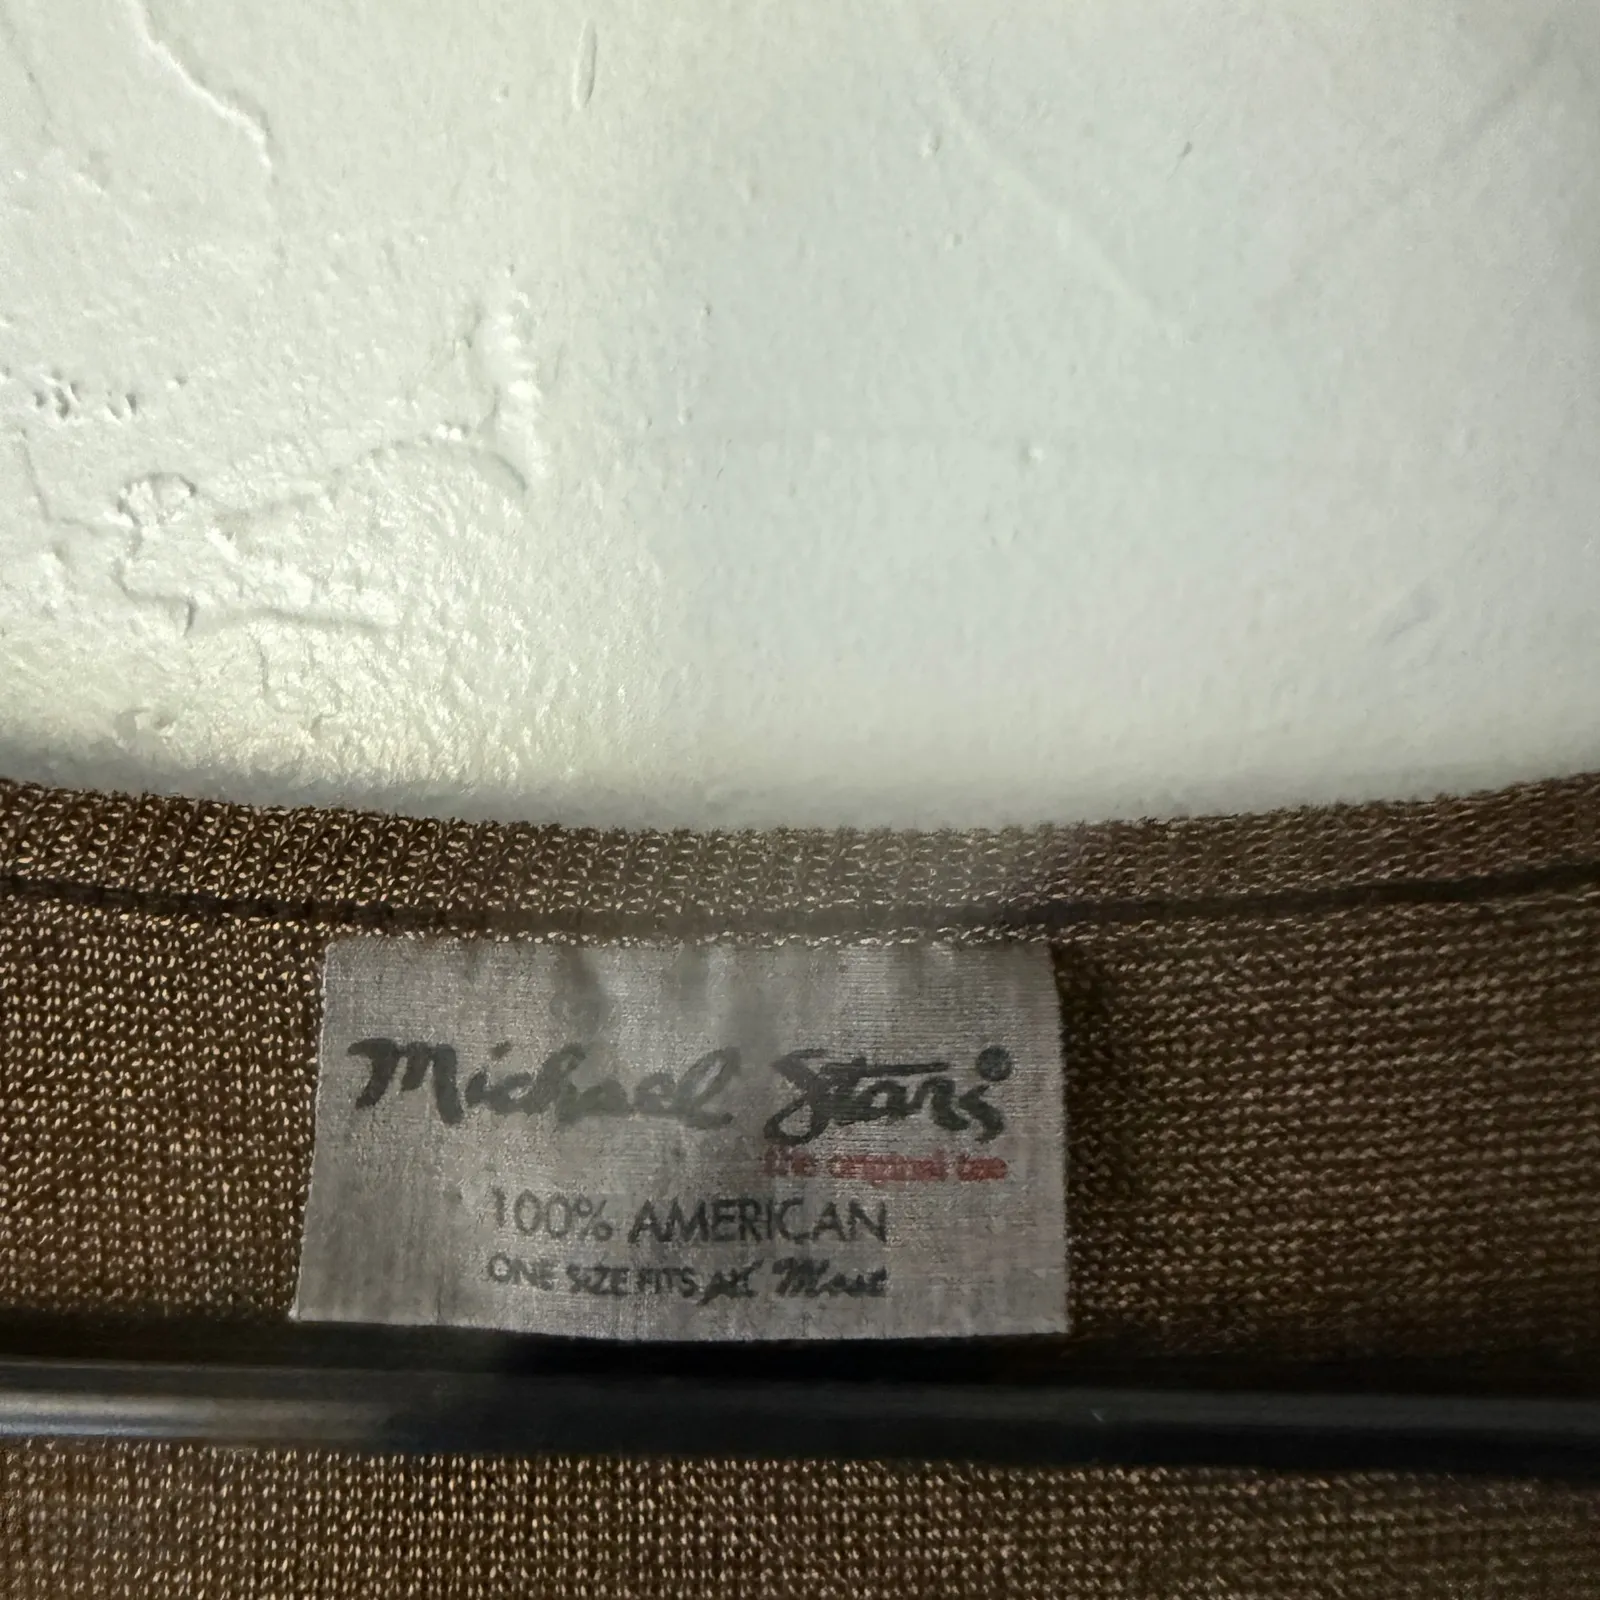 Michael Stars®
the original tee
100% AMERICAN
ONE SIZE FITS ALL Most